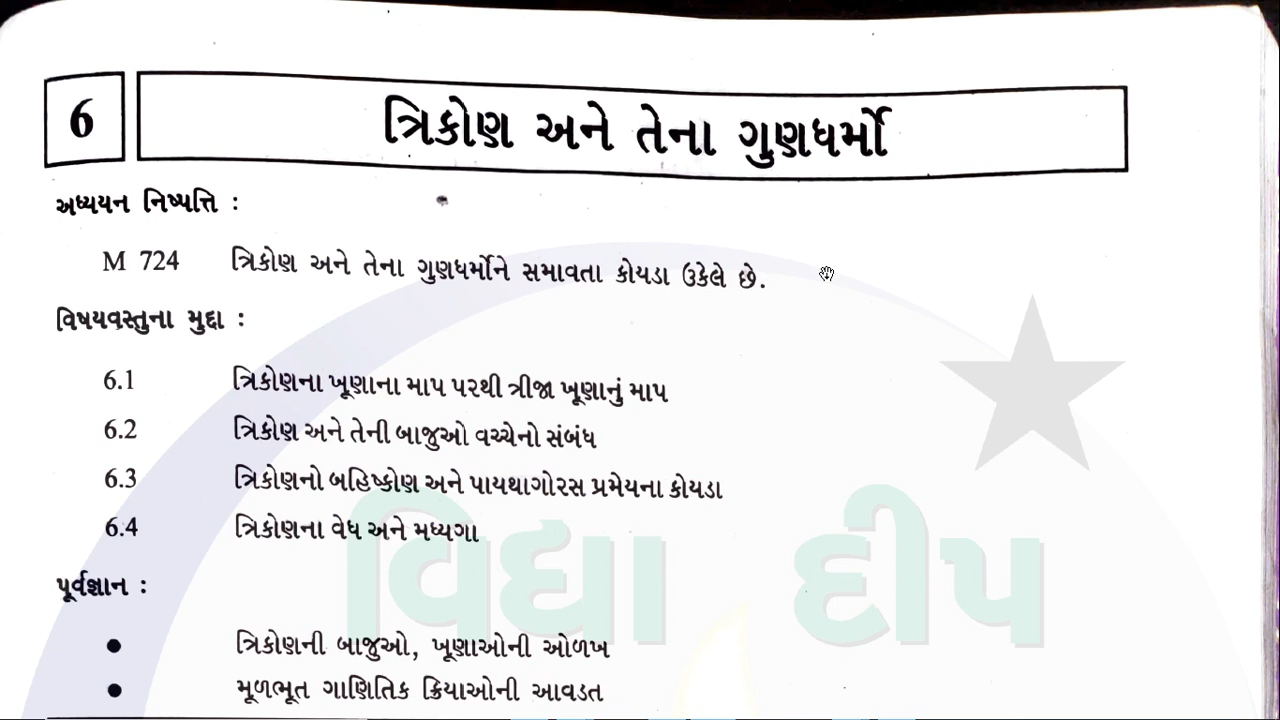 6 ત્રિકોણ અને તેના ગુણધર્મો
અધ્યયન નિષ્પત્તિ :
M 724 ત્રિકોણ અને તેના ગુણધર્મોને સમાવતા કોયડા ઉકેલે છે.
વિષયવસ્તુના મુદ્દા :
6.1 ત્રિકોણના ખૂણાના માપ પરથી ત્રીજા ખૂણાનું માપ
6.2 ત્રિકોણ અને તેની બાજુઓ વચ્ચેનો સંબંધ
6.3 ત્રિકોણનો બહિષ્કોણ અને પાયથાગોરસ પ્રમેયના કોયડા
6.4 ત્રિકોણના વેધ અને મધ્યગા
વિદ્યા દીપ
પૂર્વજ્ઞાન :
● ત્રિકોણની બાજુઓ, ખૂણાઓની ઓળખ
● મૂળભૂત ગાણિતિક ક્રિયાઓની આવડત